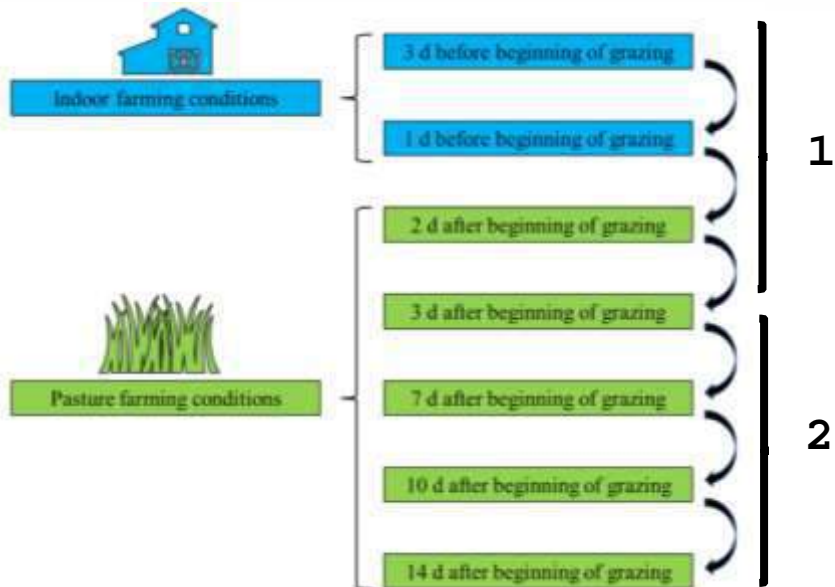 3 d before beginning of grazing
Indoor farming conditions
1 d before beginning of grazing
1
2 d after beginning of grazing
3 d after beginning of grazing
Pasture farming conditions
7 d after beginning of grazing
2
10 d after beginning of grazing
14 d after beginning of grazing